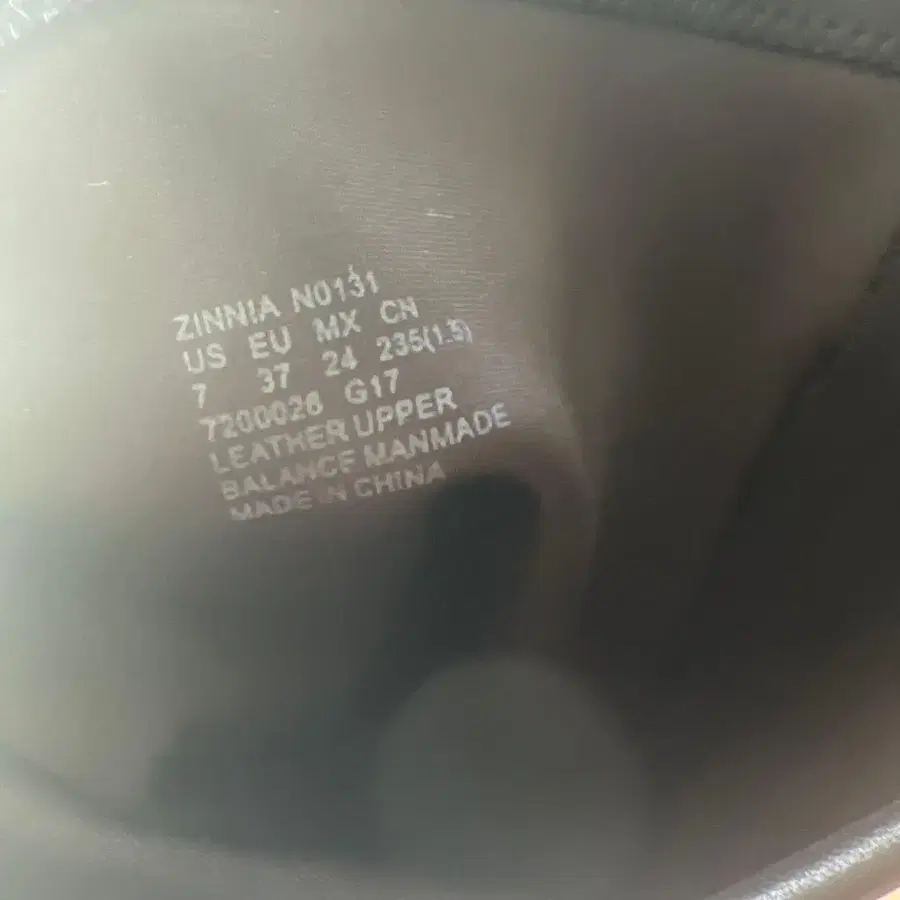 ZINNIA N0131
US EU MX CN
7 37 24 235(1.5)
7200026 G17
LEATHER UPPER
BALANCE MANMADE
MADE IN CHINA